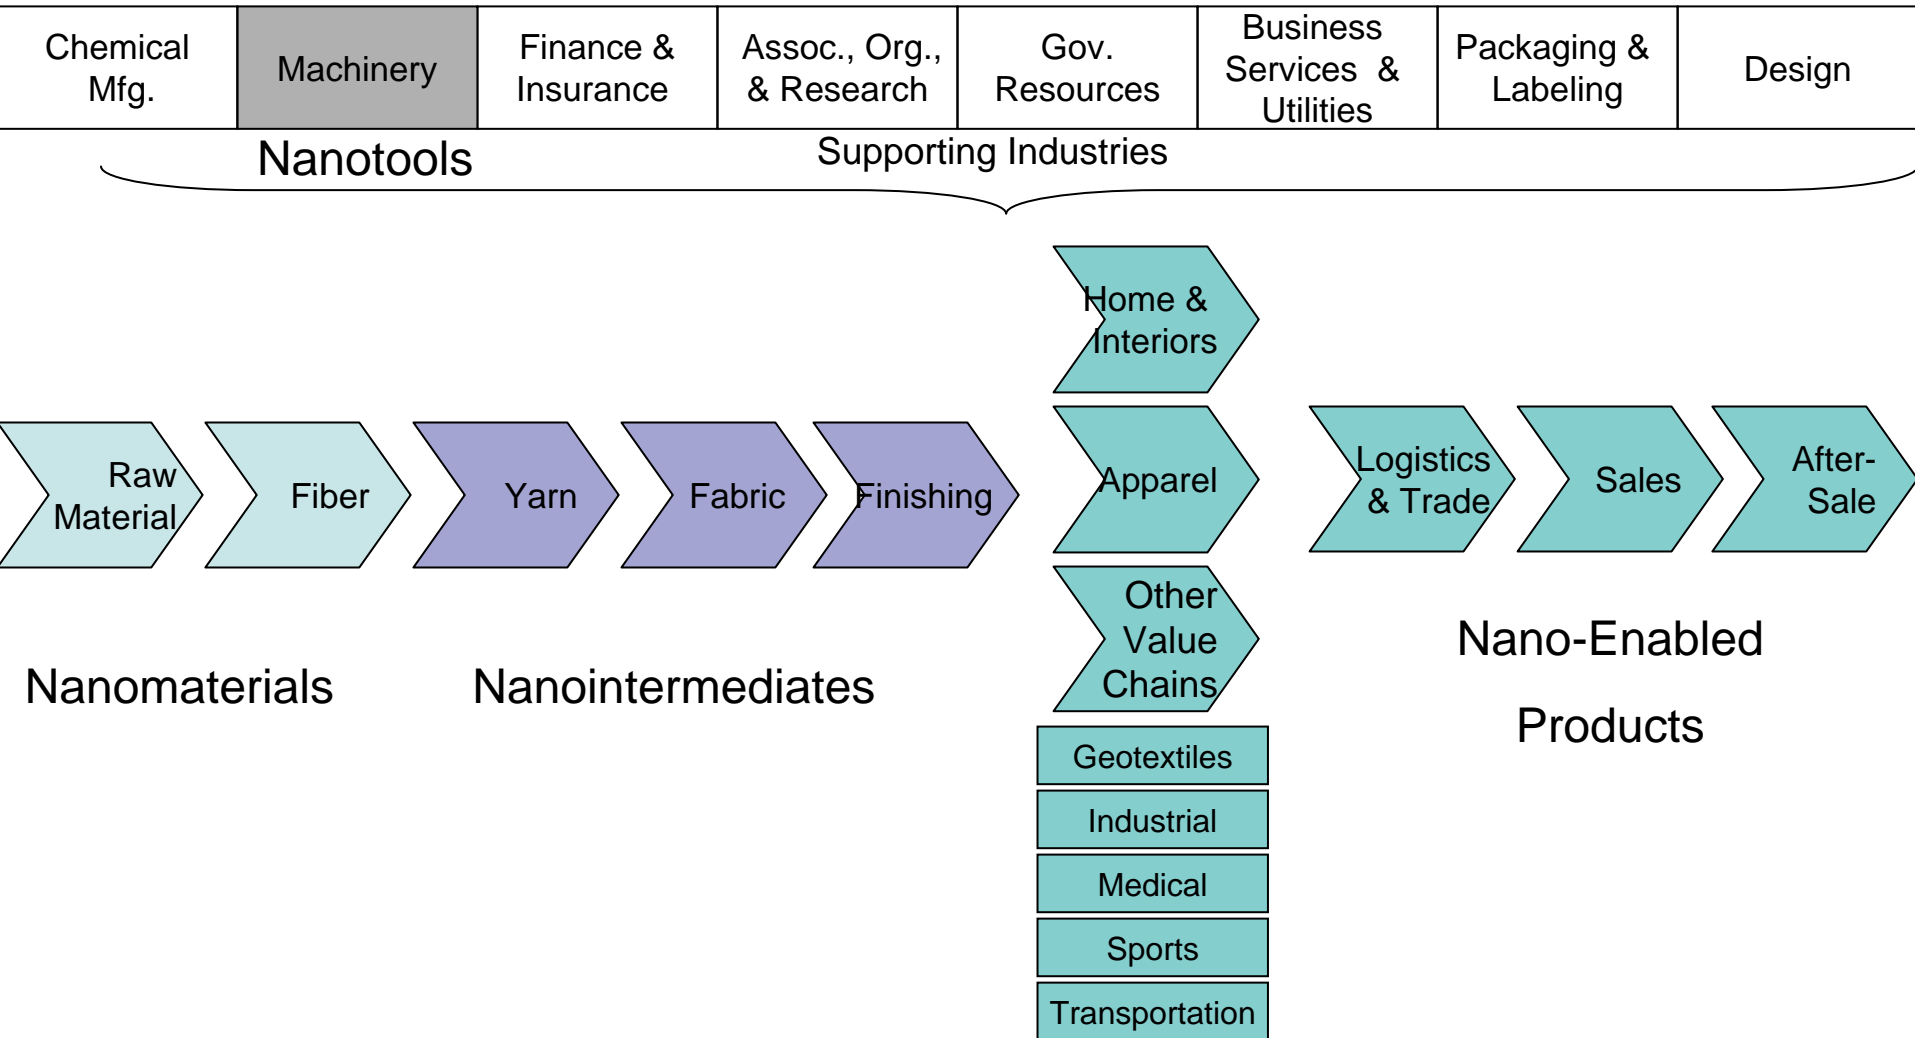 Chemical
Mfg.
Machinery
Finance &
Insurance
Assoc., Org.,
& Research
Gov.
Resources
Business
Services &
Utilities
Packaging &
Labeling
Design
Nanotools
Supporting Industries
Home &
Interiors
Raw
Material
Fiber
Yarn
Fabric
Finishing
Apparel
Logistics
& Trade
Sales
After-
Sale
Other
Value
Chains
Nanomaterials
Nanointermediates
Nano-Enabled
Products
Geotextiles
Industrial
Medical
Sports
Transportation